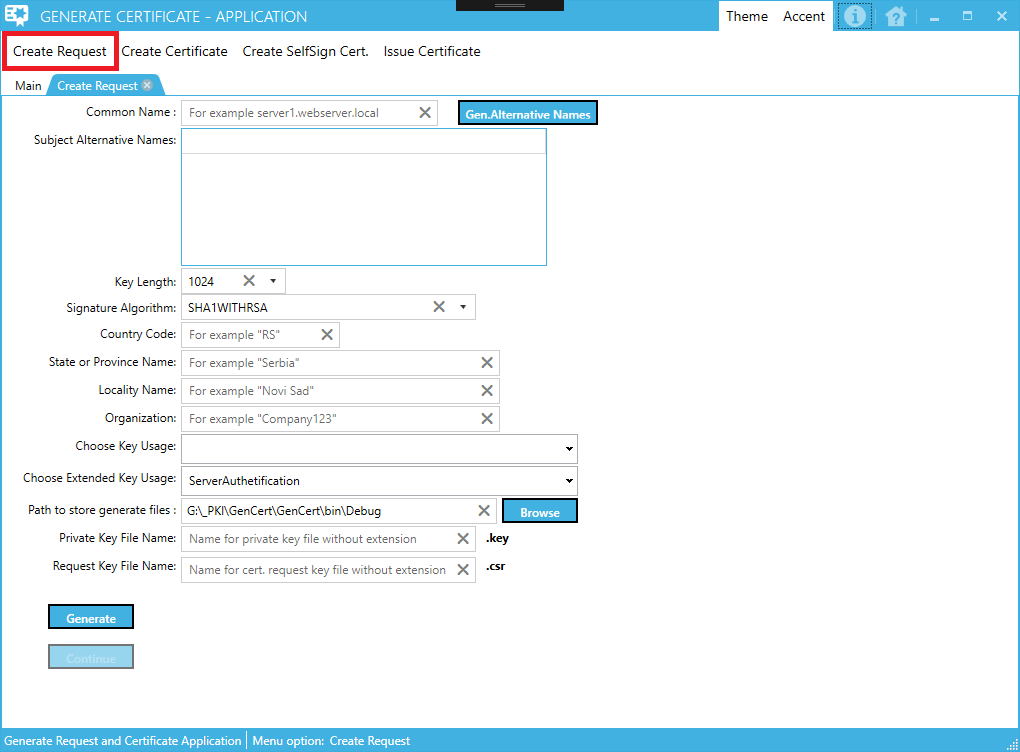 GENERATE CERTIFICATE - APPLICATION Theme Accent
Create Request Create Certificate Create SelfSign Cert. Issue Certificate
Main Create Request
Common Name : For example server1.webserver.local Gen.Alternative Names
Subject Alternative Names:
Key Length: 1024
Signature Algorithm: SHA1WITHRSA
Country Code: For example "RS"
State or Province Name: For example "Serbia"
Locality Name: For example "Novi Sad"
Organization: For example "Company123"
Choose Key Usage:
Choose Extended Key Usage: ServerAuthetification
Path to store generate files : G:\_PKI\GenCert\GenCert\bin\Debug Browse
Private Key File Name: Name for private key file without extension .key
Request Key File Name: Name for cert. request key file without extension .csr
Generate
Continue
Generate Request and Certificate Application Menu option: Create Request